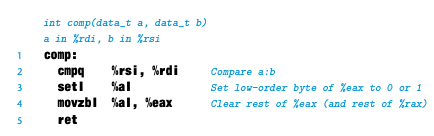 int comp(data_t a, data_t b)
a in %rdi, b in %rsi
1 comp:
2 cmpq %rsi, %rdi Compare a:b
3 setl %al Set low-order byte of %eax to 0 or 1
4 movzbl %al, %eax Clear rest of %eax (and rest of %rax)
5 ret